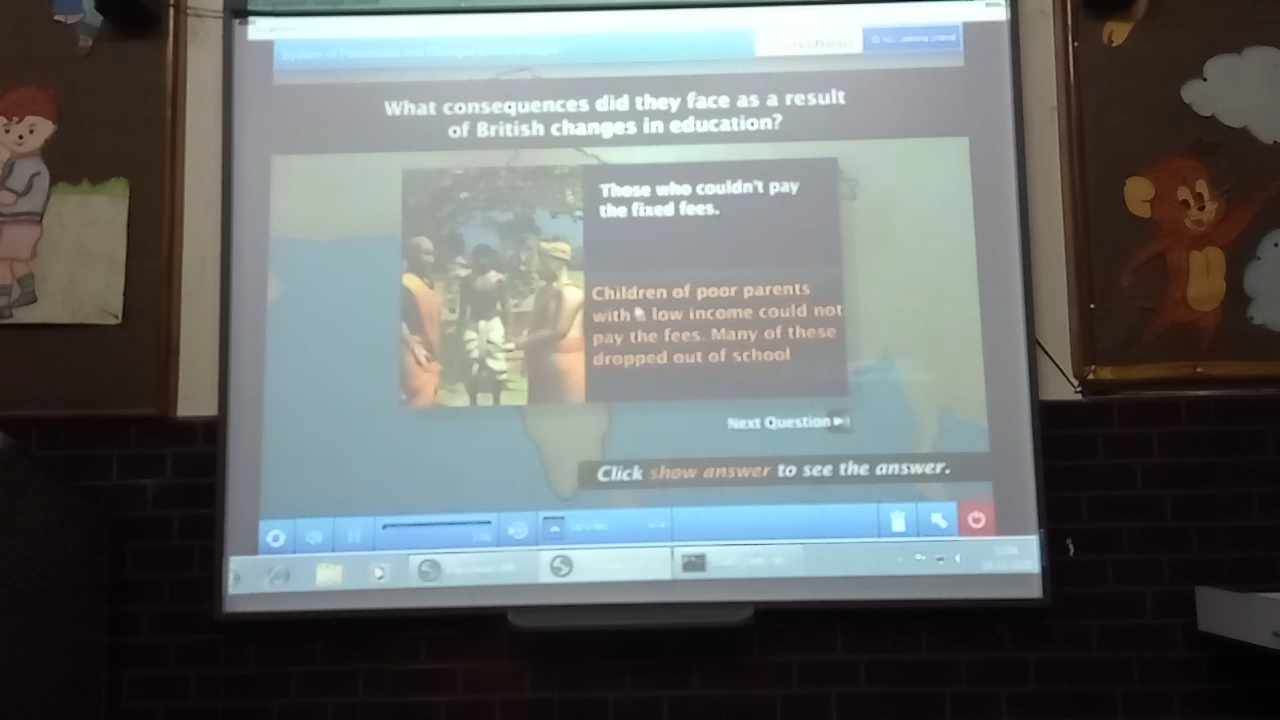 What consequences did they face as a result
of British changes in education?
Those who couldn't pay
the fixed fees.
Children of poor parents
with low income could not
pay the fees. Many of these
dropped out of school
Next Question
Click show answer to see the answer.